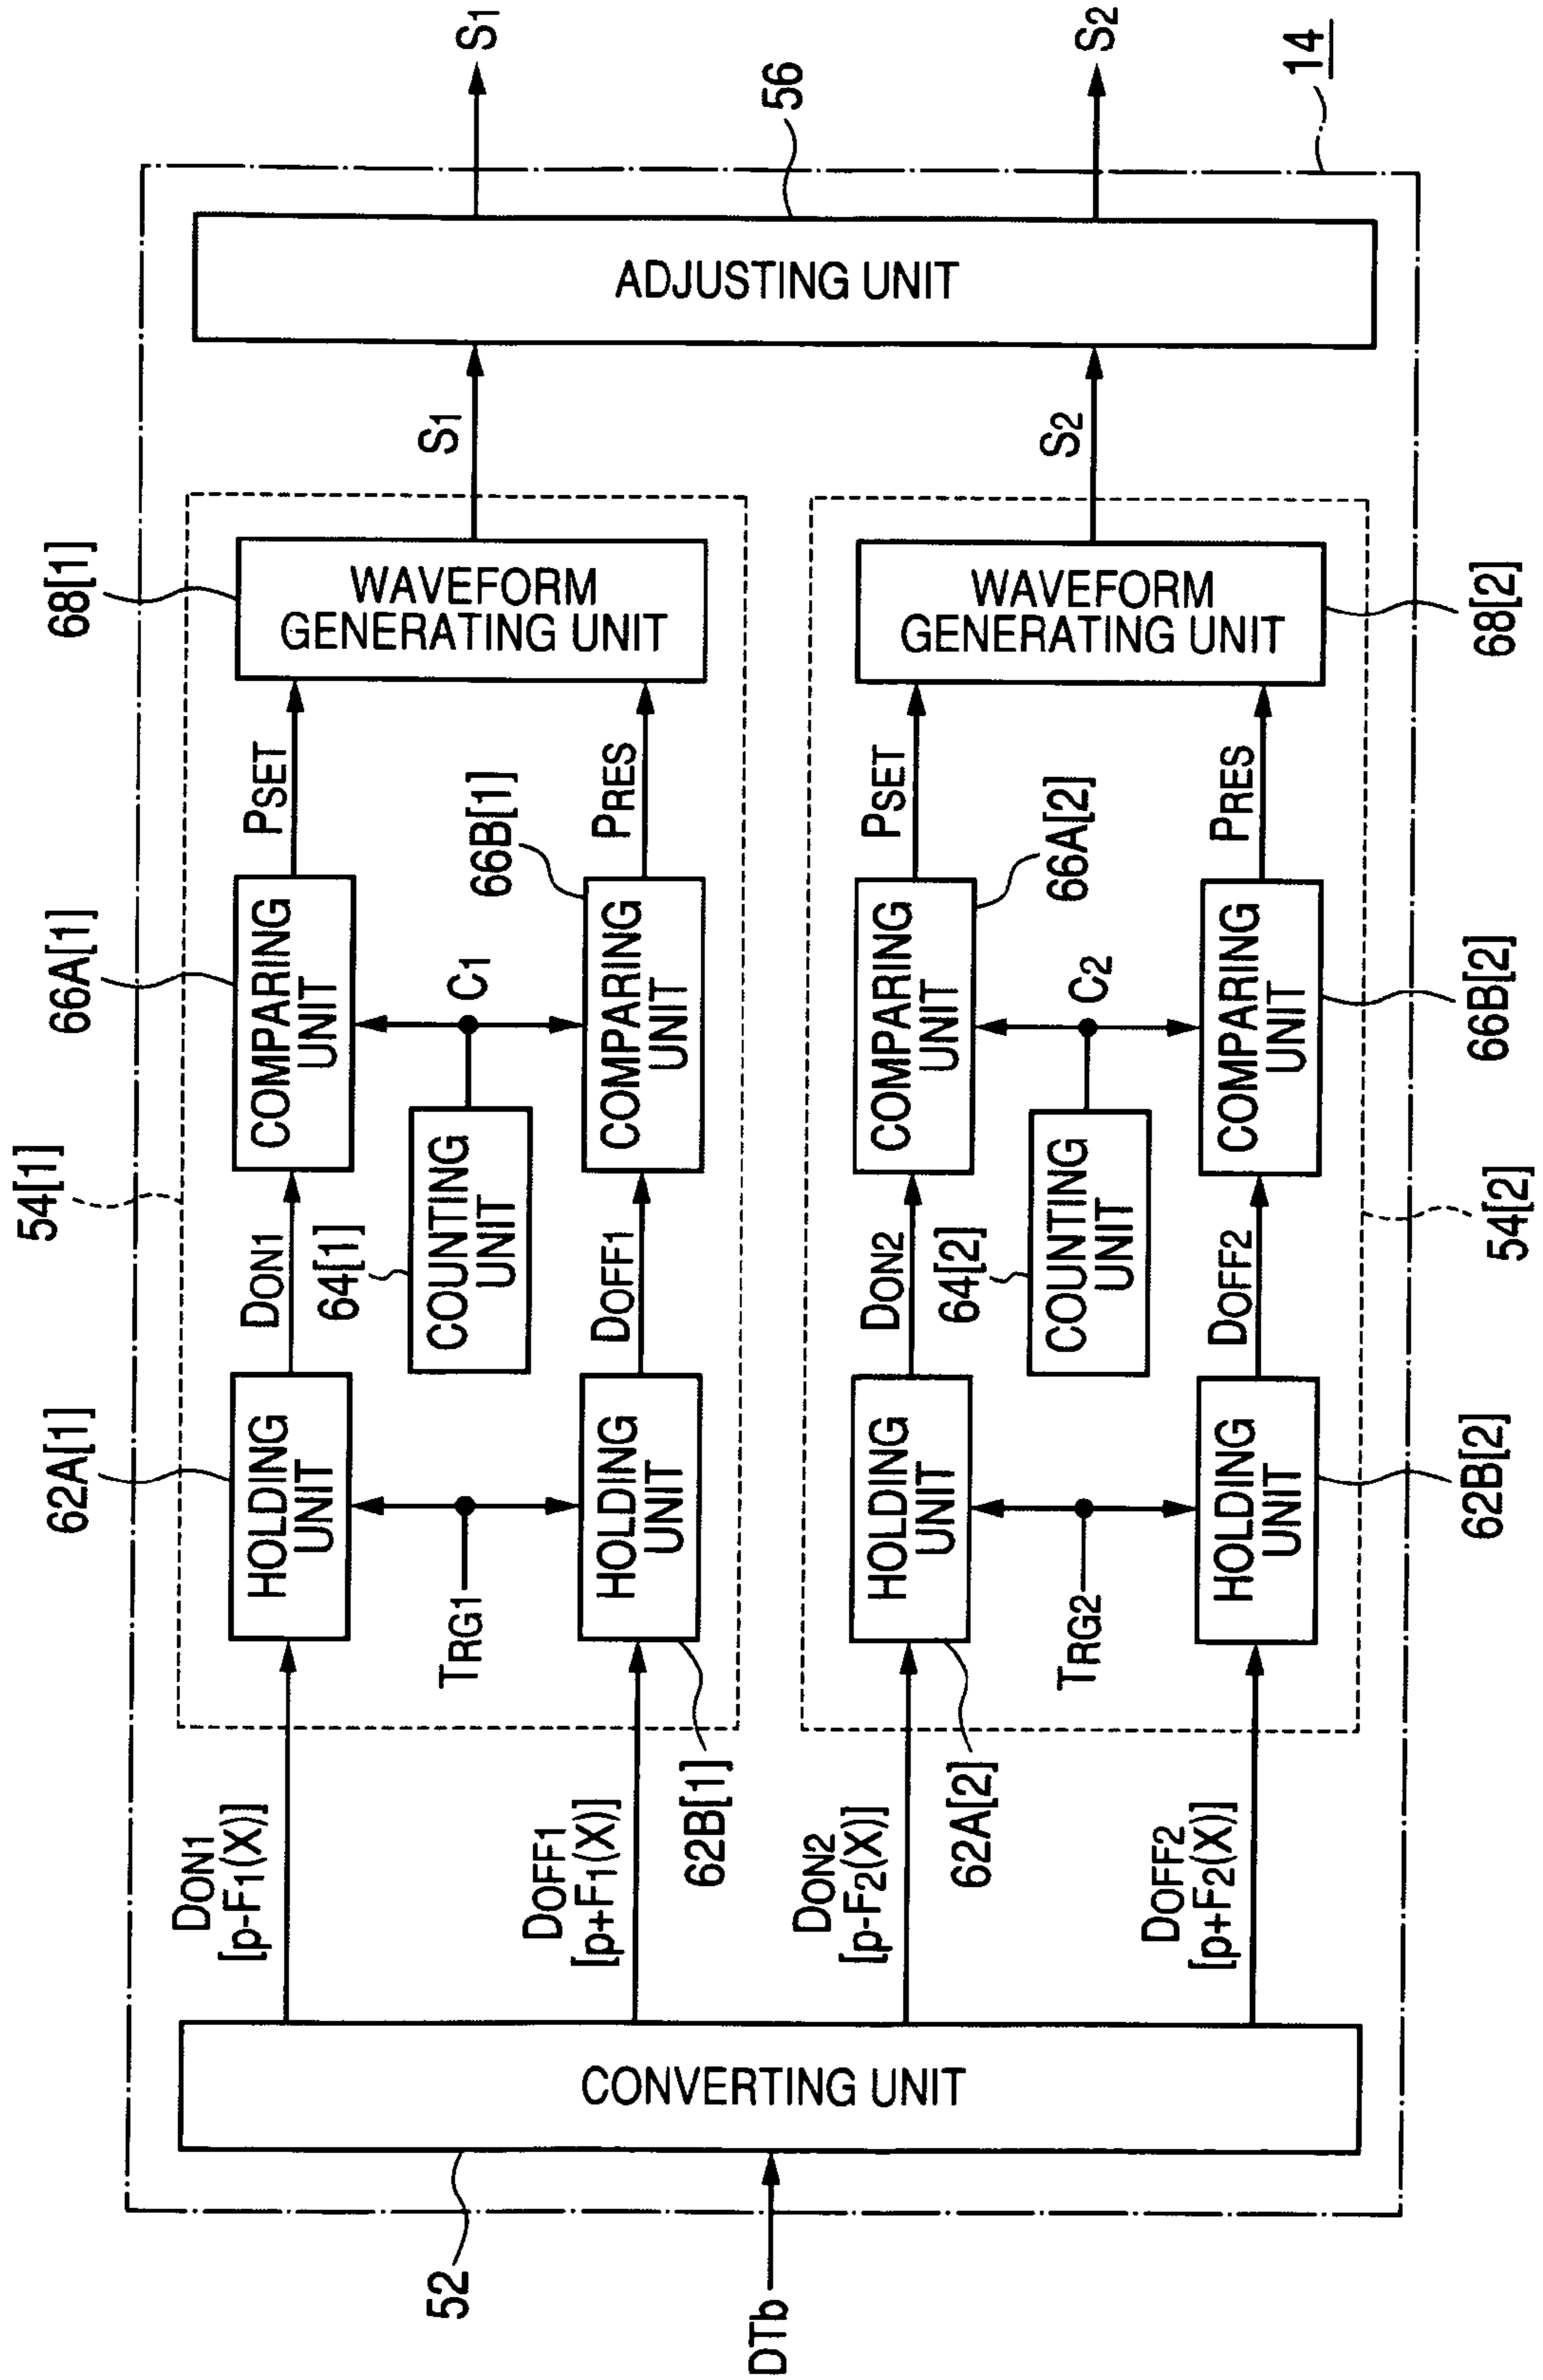 54[1]
62A[1]
66A[1]
68[1]
DON1
[p-F1(X)]
HOLDING
UNIT
DON1
COMPARING
UNIT
PSET
WAVEFORM
GENERATING UNIT
S1
S1
TRG1
64[1]
COUNTING
UNIT
C1
66B[1]
DOFF1
[p+F1(X)]
HOLDING
UNIT
DOFF1
COMPARING
UNIT
PRES
62B[1]
52
CONVERTING UNIT
DTb
ADJUSTING UNIT
56
DON2
[p-F2(X)]
HOLDING
UNIT
DON2
COMPARING
UNIT
PSET
WAVEFORM
GENERATING UNIT
S2
S2
62A[2]
TRG2
64[2]
COUNTING
UNIT
C2
66A[2]
DOFF2
[p+F2(X)]
HOLDING
UNIT
DOFF2
COMPARING
UNIT
PRES
14
62B[2]
54[2]
66B[2]
68[2]